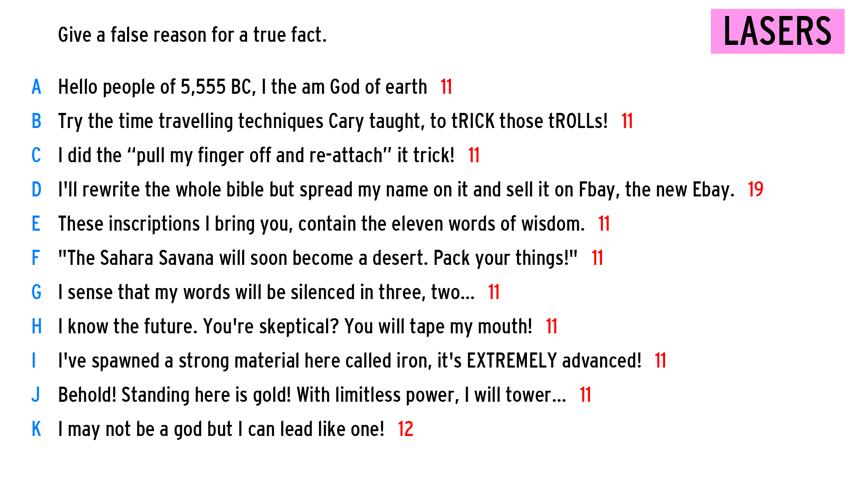 LASERS
Give a false reason for a true fact.
A Hello people of 5,555 BC, I the am God of earth 11
B Try the time travelling techniques Cary taught, to tRICK those tROLLs! 11
C I did the “pull my finger off and re-attach” it trick! 11
D I'll rewrite the whole bible but spread my name on it and sell it on Fbay, the new Ebay. 19
E These inscriptions I bring you, contain the eleven words of wisdom. 11
F "The Sahara Savana will soon become a desert. Pack your things!" 11
G I sense that my words will be silenced in three, two... 11
H I know the future. You're skeptical? You will tape my mouth! 11
I I've spawned a strong material here called iron, it's EXTREMELY advanced! 11
J Behold! Standing here is gold! With limitless power, I will tower... 11
K I may not be a god but I can lead like one! 12